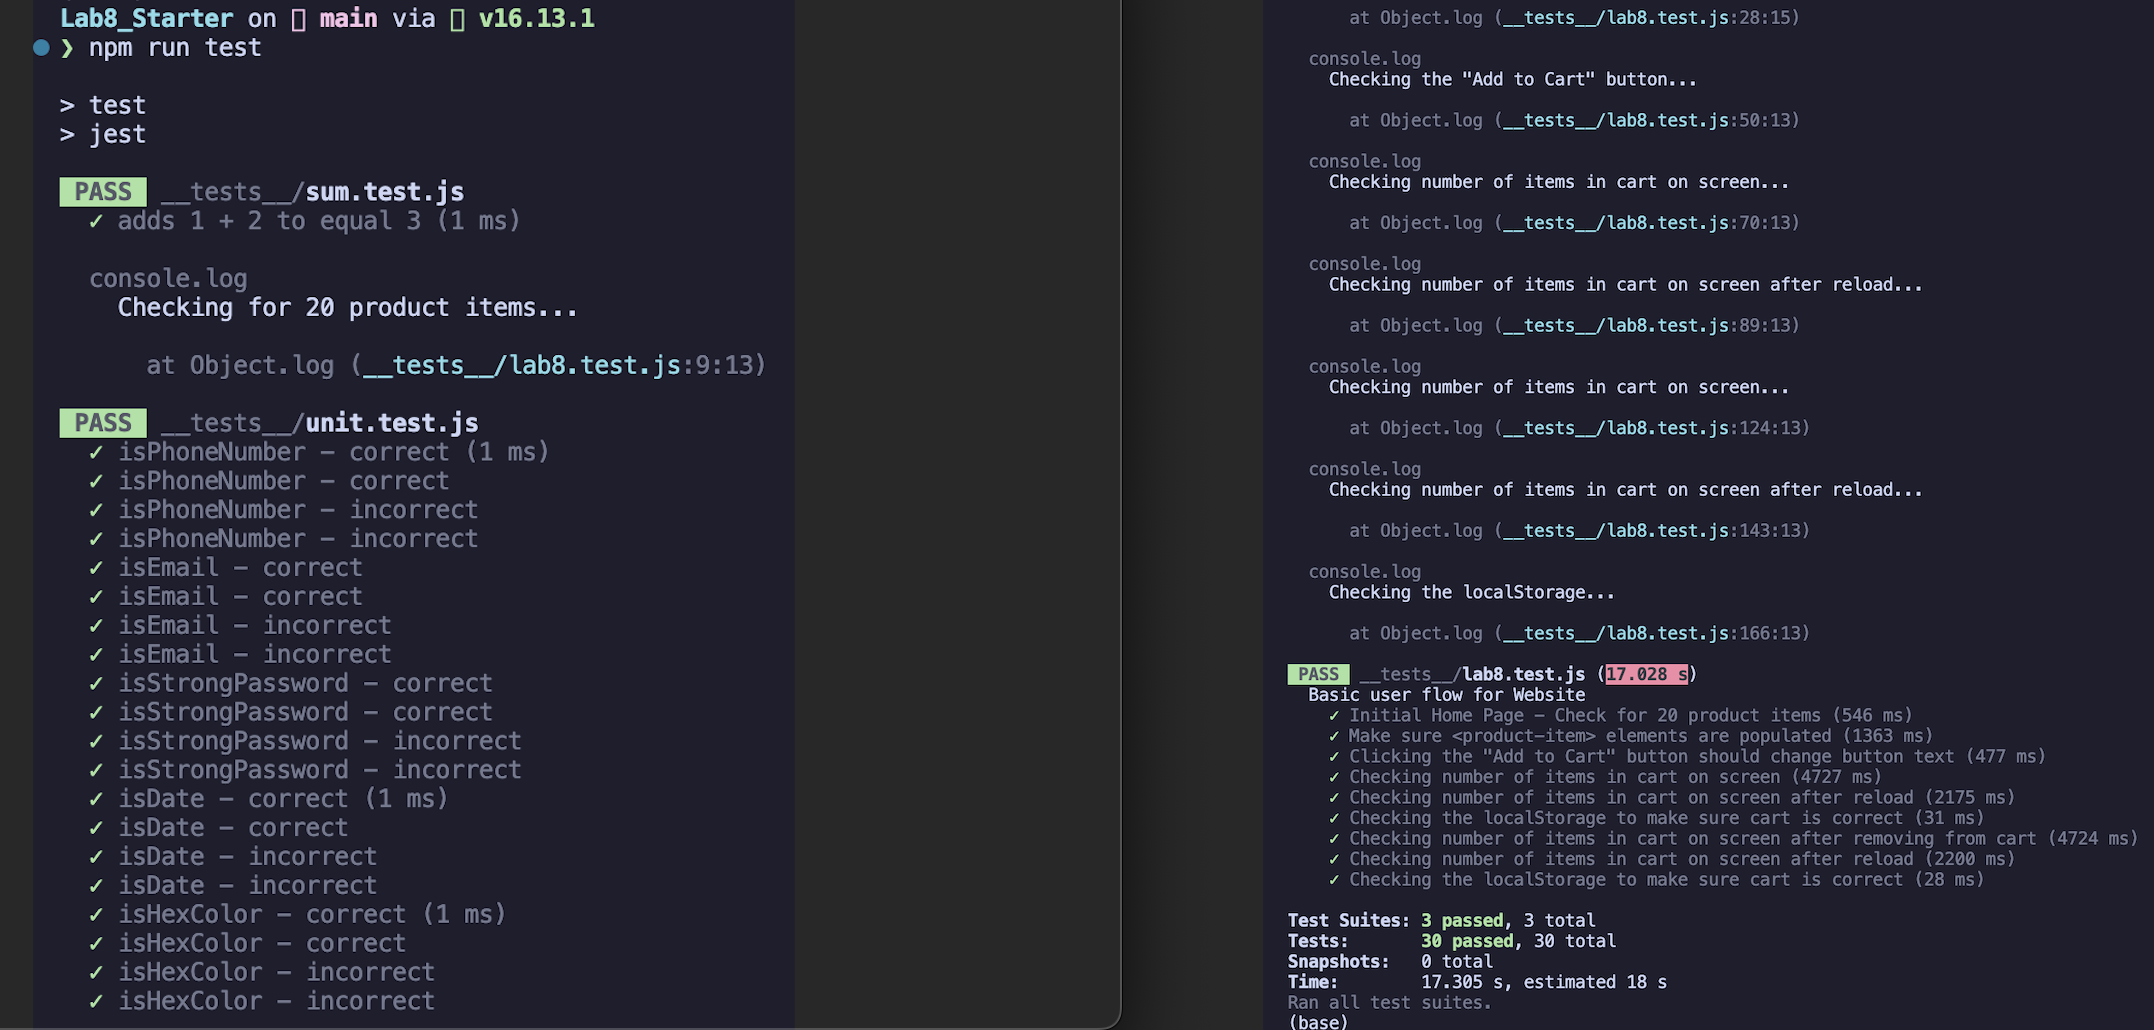 Lab8_Starter on main via v16.13.1
❯ npm run test
> test
> jest
PASS __tests__/sum.test.js
✓ adds 1 + 2 to equal 3 (1 ms)
console.log
Checking for 20 product items...
at Object.log (__tests__/lab8.test.js:9:13)
PASS __tests__/unit.test.js
✓ isPhoneNumber – correct (1 ms)
✓ isPhoneNumber – correct
✓ isPhoneNumber – incorrect
✓ isPhoneNumber – incorrect
✓ isEmail – correct
✓ isEmail – correct
✓ isEmail – incorrect
✓ isEmail – incorrect
✓ isStrongPassword – correct
✓ isStrongPassword – correct
✓ isStrongPassword – incorrect
✓ isStrongPassword – incorrect
✓ isDate – correct (1 ms)
✓ isDate – correct
✓ isDate – incorrect
✓ isDate – incorrect
✓ isHexColor – correct (1 ms)
✓ isHexColor – correct
✓ isHexColor – incorrect
✓ isHexColor – incorrect
at Object.log (__tests__/lab8.test.js:28:15)
console.log
Checking the "Add to Cart" button...
at Object.log (__tests__/lab8.test.js:50:13)
console.log
Checking number of items in cart on screen...
at Object.log (__tests__/lab8.test.js:70:13)
console.log
Checking number of items in cart on screen after reload...
at Object.log (__tests__/lab8.test.js:89:13)
console.log
Checking number of items in cart on screen...
at Object.log (__tests__/lab8.test.js:124:13)
console.log
Checking number of items in cart on screen after reload...
at Object.log (__tests__/lab8.test.js:143:13)
console.log
Checking the localStorage...
at Object.log (__tests__/lab8.test.js:166:13)
PASS __tests__/lab8.test.js (17.028 s)
Basic user flow for Website
✓ Initial Home Page – Check for 20 product items (546 ms)
✓ Make sure <product-item> elements are populated (1363 ms)
✓ Clicking the "Add to Cart" button should change button text (477 ms)
✓ Checking number of items in cart on screen (4727 ms)
✓ Checking number of items in cart on screen after reload (2175 ms)
✓ Checking the localStorage to make sure cart is correct (31 ms)
✓ Checking number of items in cart on screen after removing from cart (4724 ms)
✓ Checking number of items in cart on screen after reload (2200 ms)
✓ Checking the localStorage to make sure cart is correct (28 ms)
Test Suites: 3 passed, 3 total
Tests: 30 passed, 30 total
Snapshots: 0 total
Time: 17.305 s, estimated 18 s
Ran all test suites.
(base)